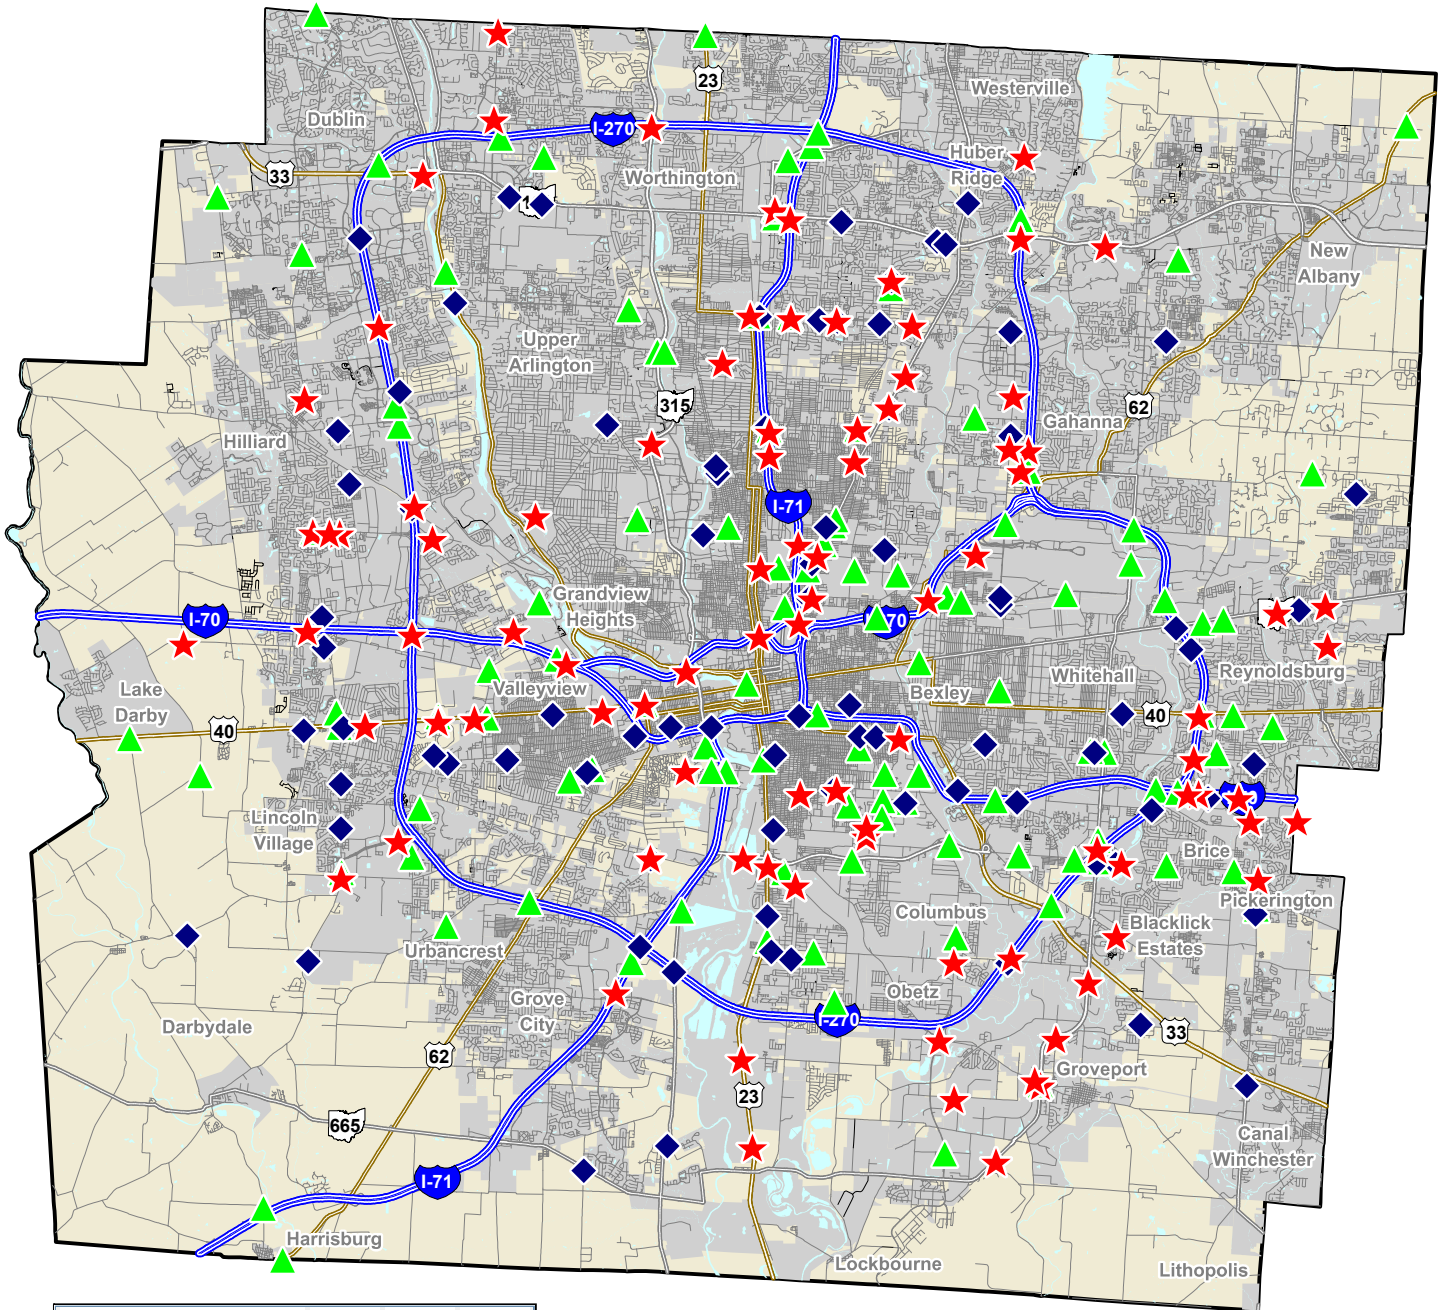 Westerville
23
Dublin
I-270
Huber
Ridge
33
Worthington
New
Albany
Upper
Arlington
315
62
Gahanna
Hilliard
I-71
Grandview
Heights
I-70
Lake
Darby
40
Valleyview
Bexley
Whitehall
40
Reynoldsburg
Lincoln
Village
Brice
Pickerington
Columbus
Blacklick
Estates
Urbancrest
Obetz
Grove
City
Darbydale
I-270
33
62
Groveport
23
665
Canal
Winchester
I-71
Harrisburg
Lockbourne
Lithopolis